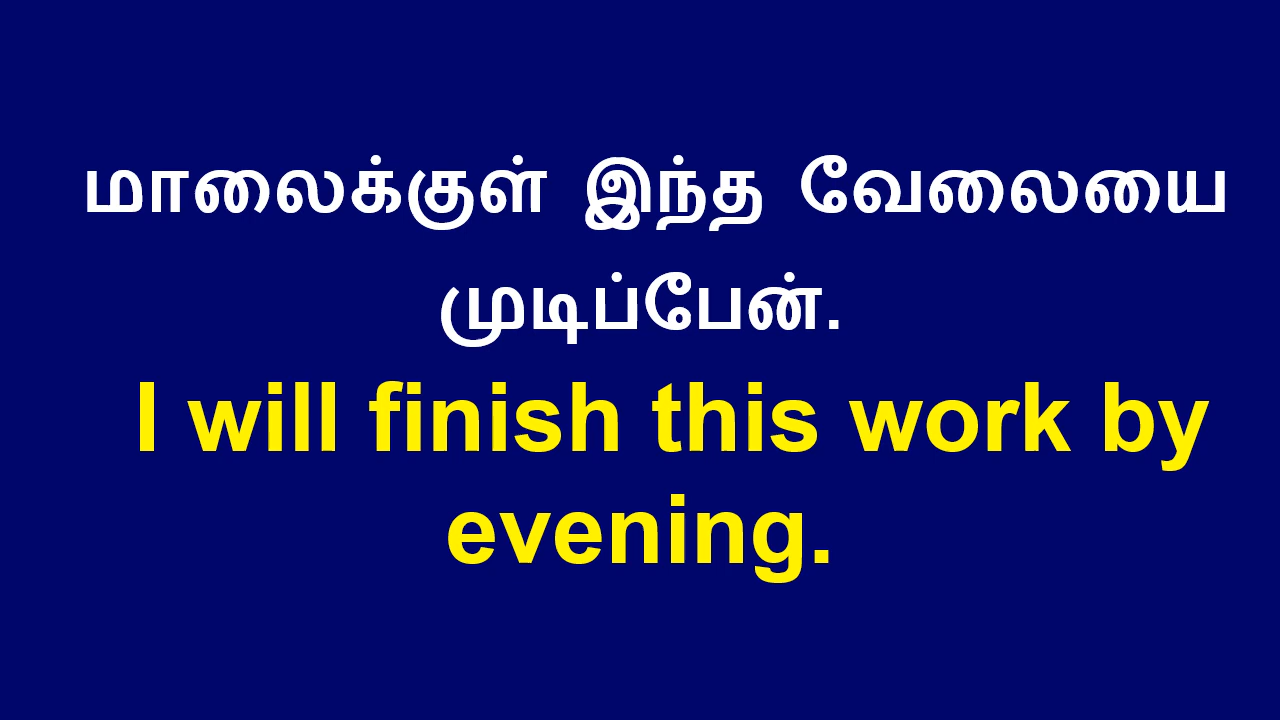 மாலைக்குள் இந்த வேலையை
முடிப்பேன்.
I will finish this work by
evening.